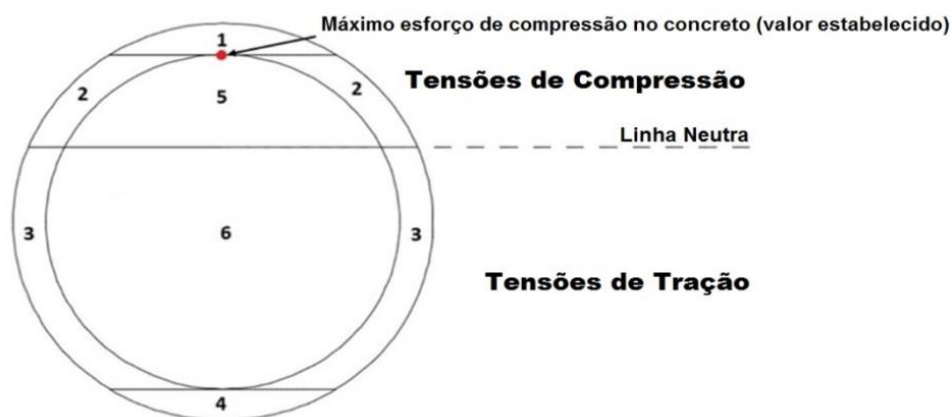 Máximo esforço de compressão no concreto (valor estabelecido)
1
2
5
2
Tensões de Compressão
Linha Neutra
3
6
3
Tensões de Tração
4